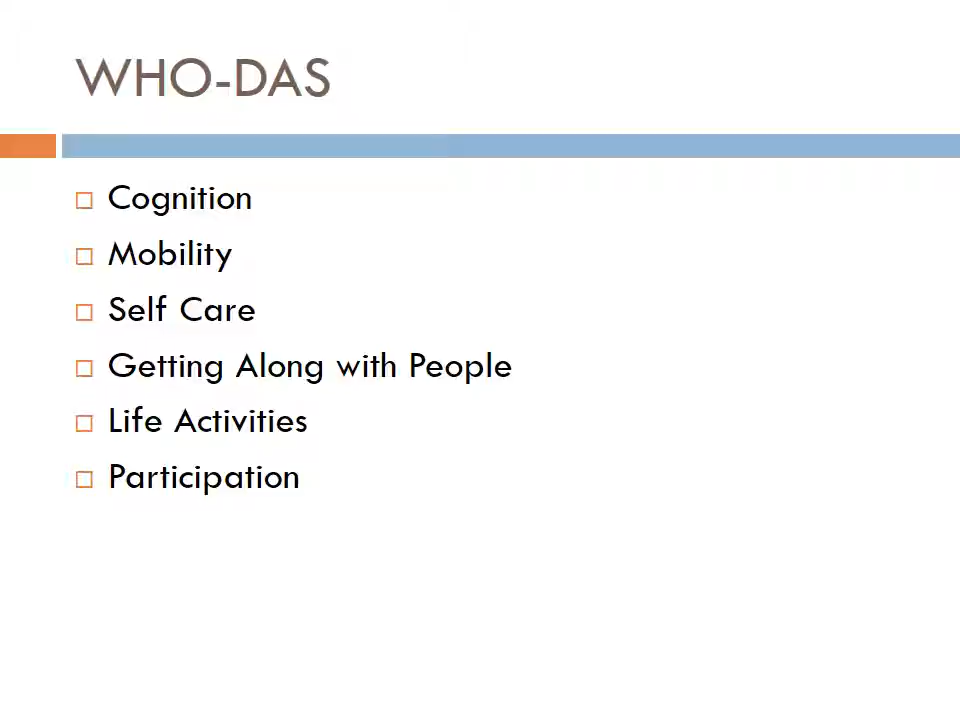 WHO-DAS
Cognition
Mobility
Self Care
Getting Along with People
Life Activities
Participation